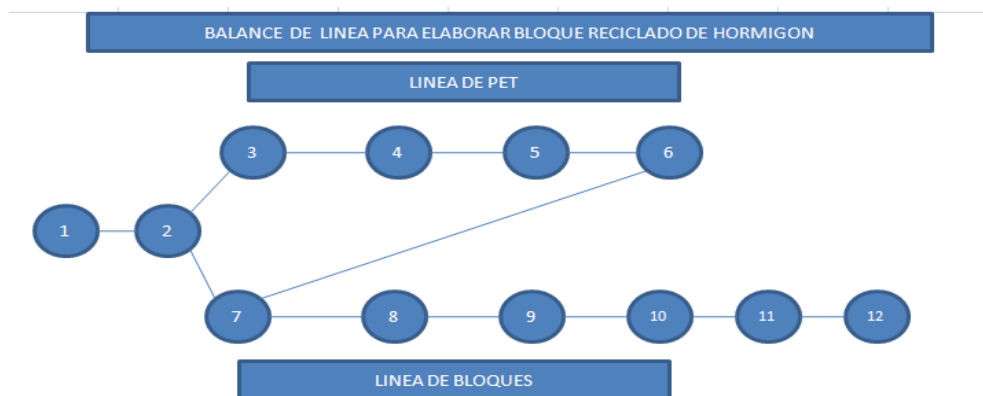 BALANCE DE LINEA PARA ELABORAR BLOQUE RECICLADO DE HORMIGON
LINEA DE PET
3 4 5 6
1 2
7 8 9 10 11 12
LINEA DE BLOQUES